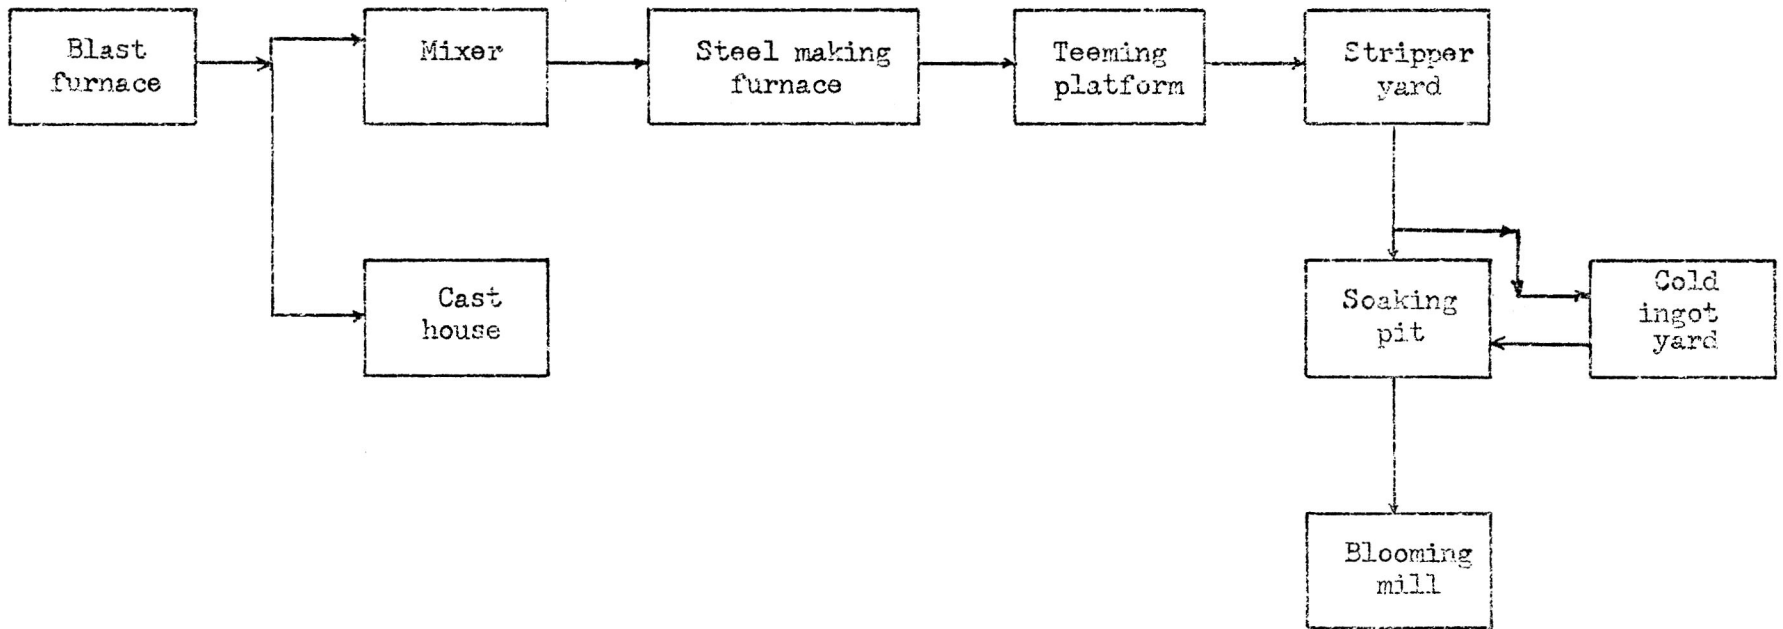 Blast
furnace
Mixer
Steel making
furnace
Teeming
platform
Stripper
yard
Cast
house
Soaking
pit
Cold
ingot
yard
Blooming
mill